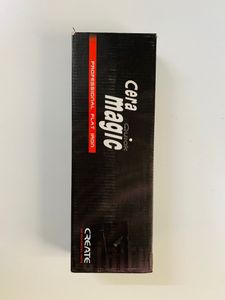 cera
magic
PROFESSIONAL FLAT IRON
CREATE